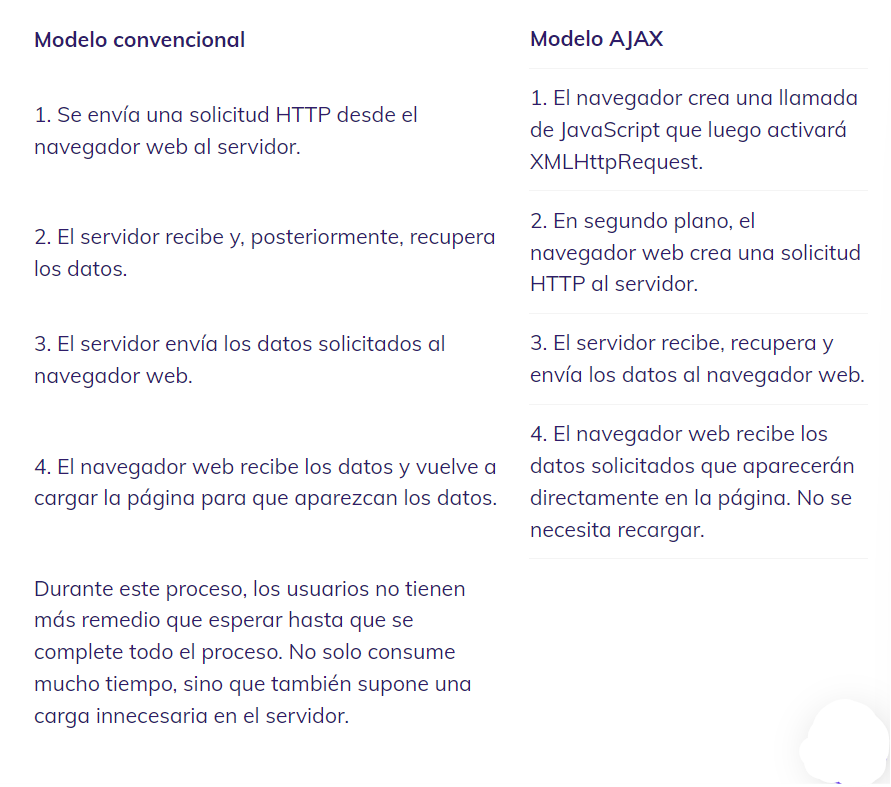 Modelo convencional
1. Se envía una solicitud HTTP desde el
navegador web al servidor.
2. El servidor recibe y, posteriormente, recupera
los datos.
3. El servidor envía los datos solicitados al
navegador web.
4. El navegador web recibe los datos y vuelve a
cargar la página para que aparezcan los datos.
Durante este proceso, los usuarios no tienen
más remedio que esperar hasta que se
complete todo el proceso. No solo consume
mucho tiempo, sino que también supone una
carga innecesaria en el servidor.
Modelo AJAX
1. El navegador crea una llamada
de JavaScript que luego activará
XMLHttpRequest.
2. En segundo plano, el
navegador web crea una solicitud
HTTP al servidor.
3. El servidor recibe, recupera y
envía los datos al navegador web.
4. El navegador web recibe los
datos solicitados que aparecerán
directamente en la página. No se
necesita recargar.